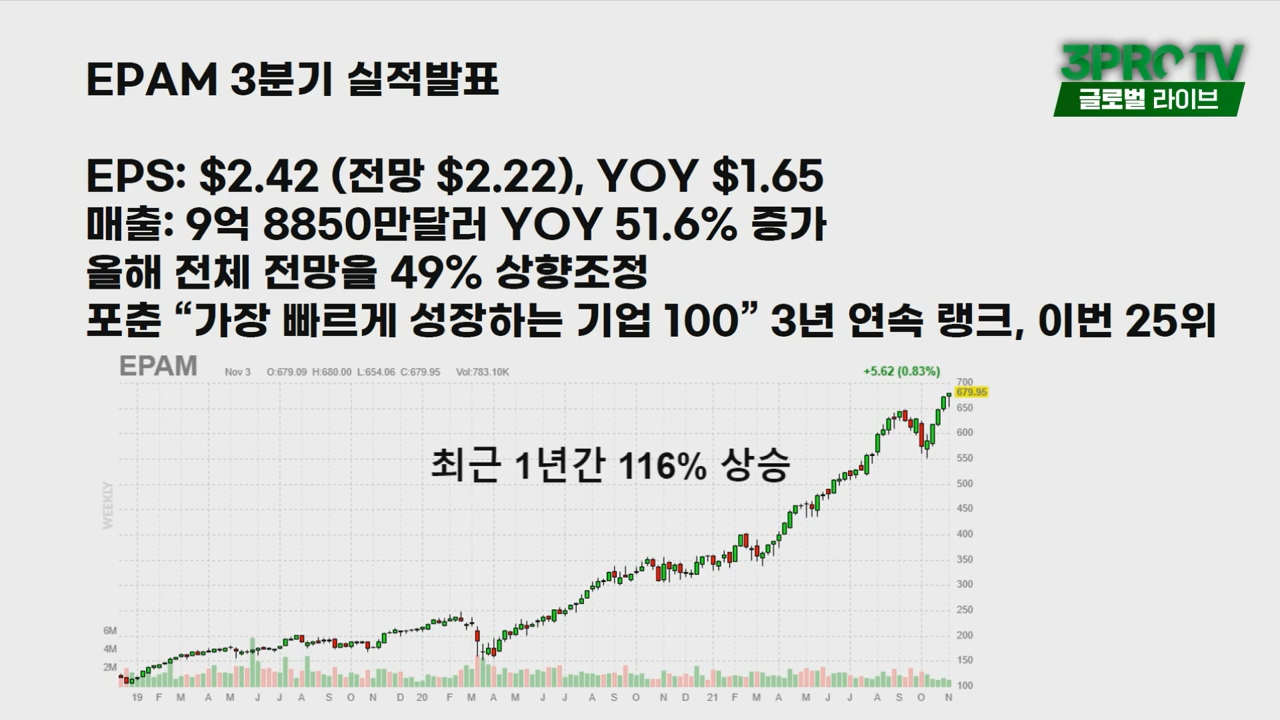 EPAM 3분기 실적발표
3PRO TV
글로벌 라이브
EPS: $2.42 (전망 $2.22), YOY $1.65
매출: 9억 8850만달러 YOY 51.6% 증가
올해 전체 전망을 49% 상향조정
포춘 “가장 빠르게 성장하는 기업 100” 3년 연속 랭크, 이번 25위
EPAM Nov 3 O:679.09 H:680.00 L:654.06 C:679.95 Vol:783.10K +5.62 (0.83%)
700
679.95
650
600
최근 1년간 116% 상승
550
500
WEEKLY
450
400
350
300
250
6M 200
4M
150
2M
100
19 F M A M J J A S O N D 20 F M A M J J A S O N D 21 F M A M J J A S O N